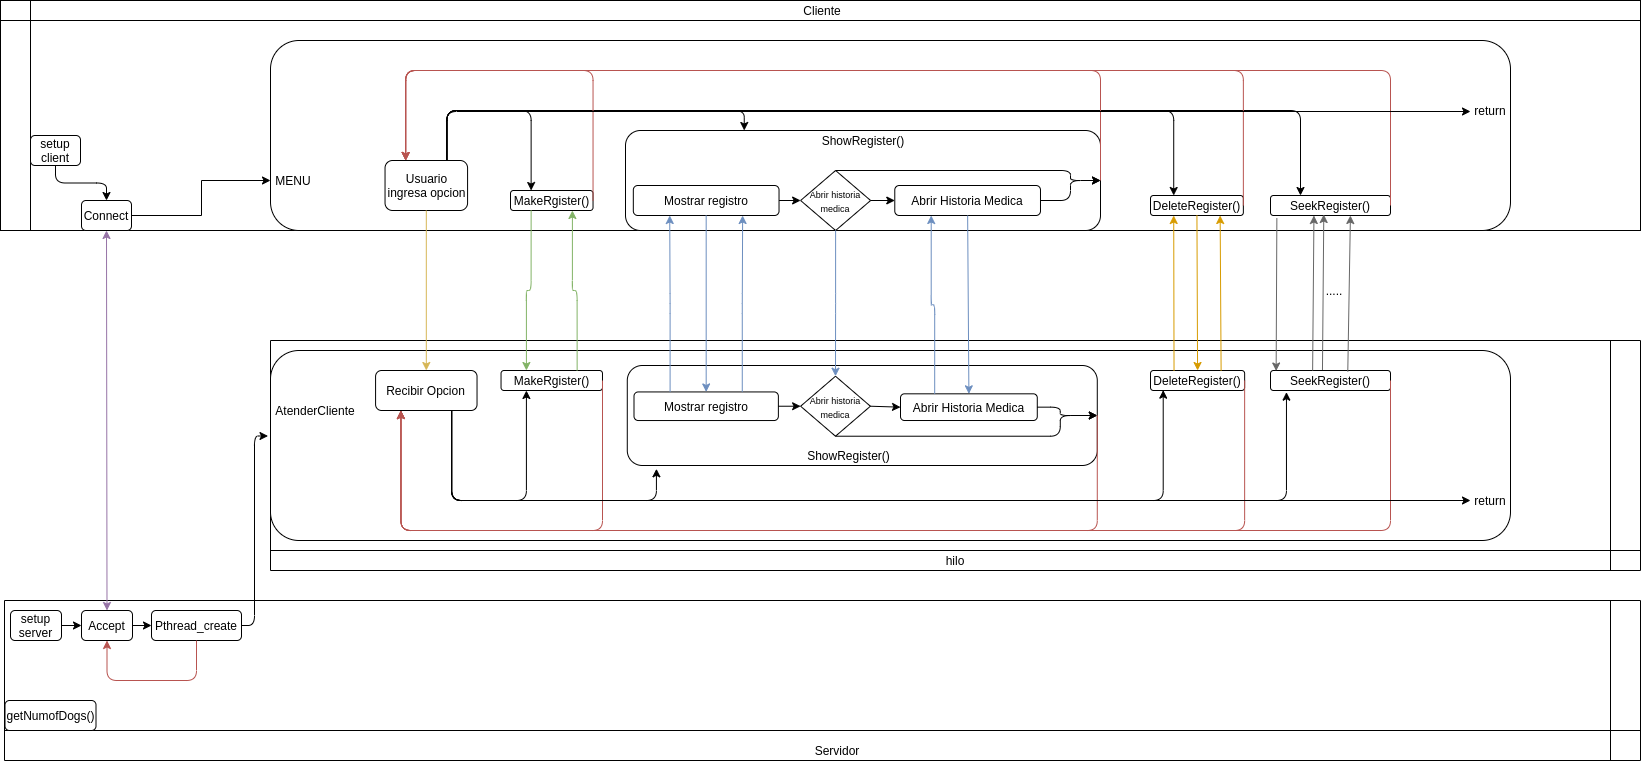 Cliente
setup
client
Connect
MENU
Usuario
ingresa opcion
MakeRgister()
ShowRegister()
Mostrar registro
Abrir historia
medica
Abrir Historia Medica
DeleteRegister()
SeekRegister()
return
.....
AtenderCliente
Recibir Opcion
MakeRgister()
Mostrar registro
Abrir historia
medica
Abrir Historia Medica
ShowRegister()
DeleteRegister()
SeekRegister()
return
hilo
setup
server
Accept
Pthread_create
getNumofDogs()
Servidor